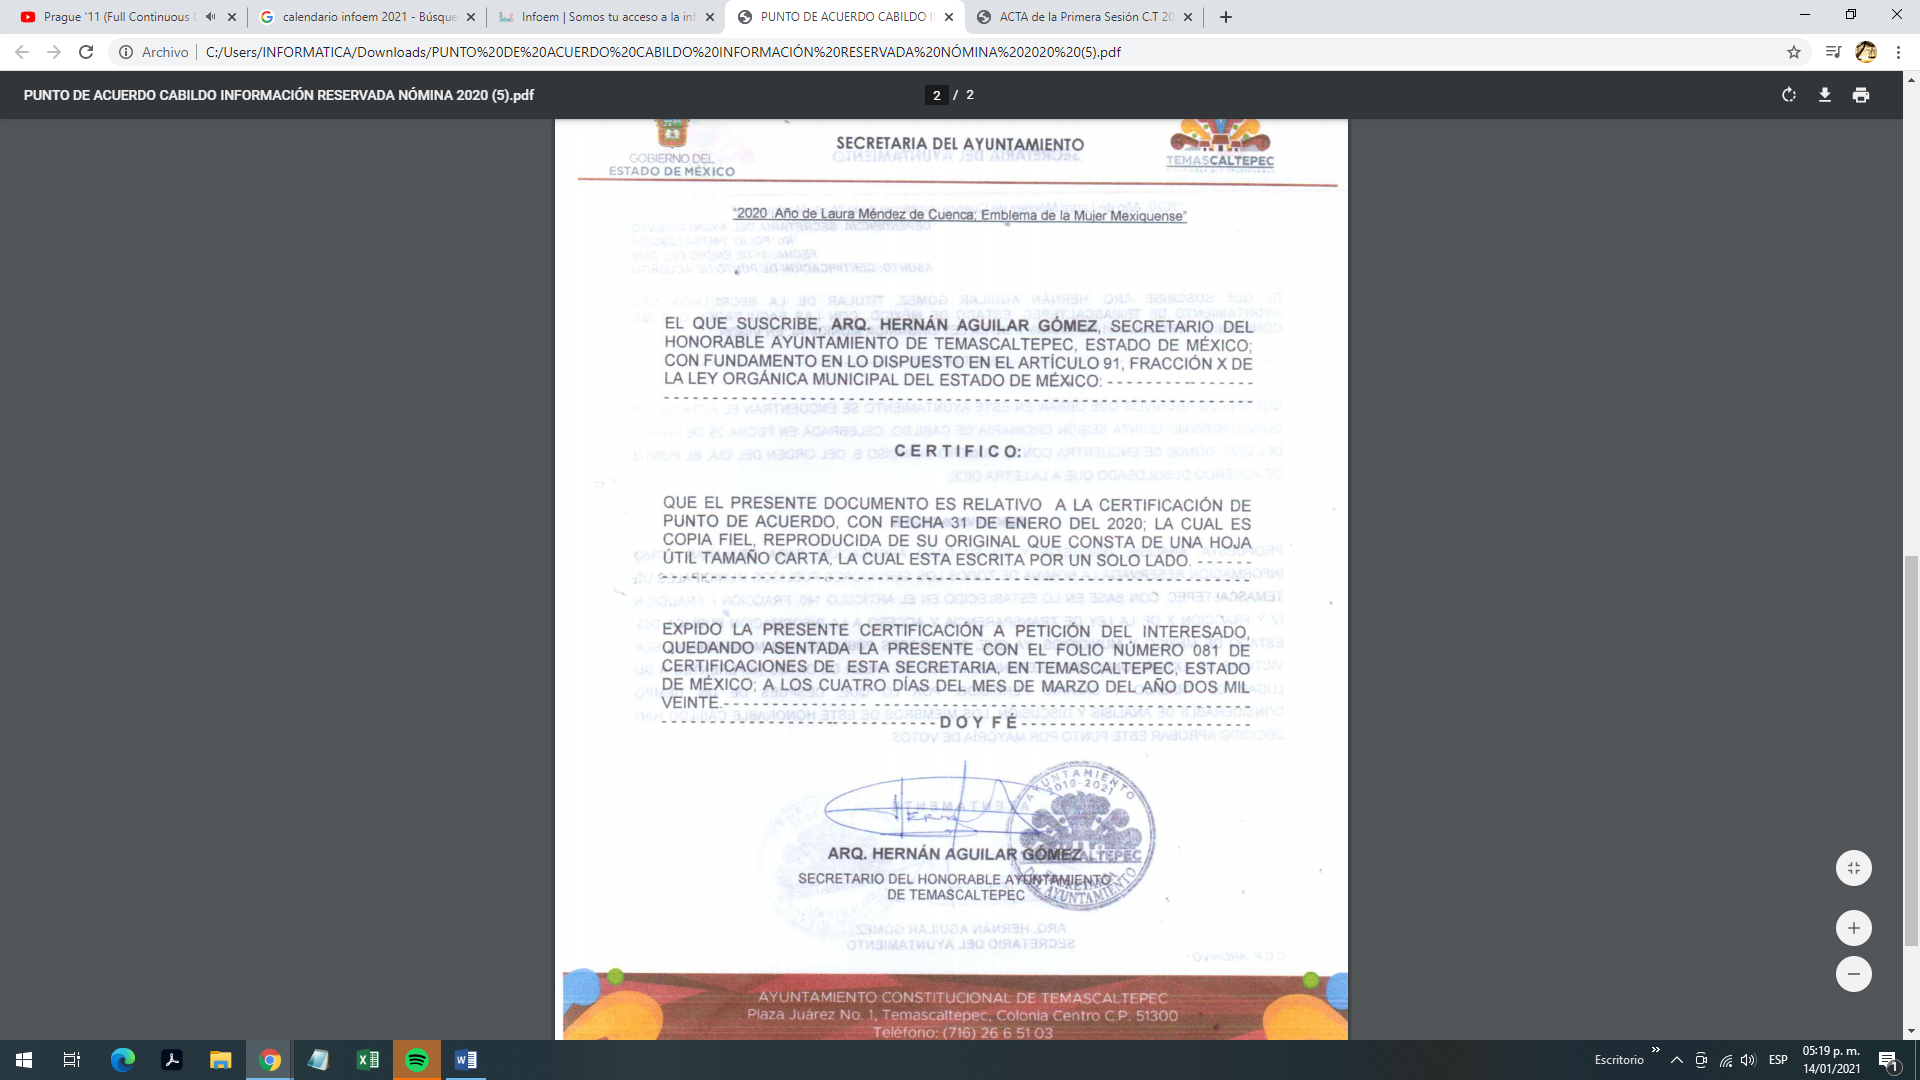 Prague '11 (Full Continuous D
calendario infoem 2021 - Búsque
Infoem | Somos tu acceso a la inf
PUNTO DE ACUERDO CABILDO I
ACTA de la Primera Sesión C.T 20
Archivo
C:/Users/INFORMATICA/Downloads/PUNTO%20DE%20ACUERDO%20CABILDO%20INFORMACIÓN%20RESERVADA%20NÓMINA%202020%20(5).pdf
PUNTO DE ACUERDO CABILDO INFORMACIÓN RESERVADA NÓMINA 2020 (5).pdf
2 / 2
GOBIERNO DEL
ESTADO DE MÉXICO
SECRETARIA DEL AYUNTAMIENTO
TEMASCALTEPEC
"2020 Año de Laura Méndez de Cuenca; Emblema de la Mujer Mexiquense"
EL QUE SUSCRIBE, ARQ. HERNÁN AGUILAR GÓMEZ, SECRETARIO DEL
HONORABLE AYUNTAMIENTO DE TEMASCALTEPEC, ESTADO DE MÉXICO;
CON FUNDAMENTO EN LO DISPUESTO EN EL ARTÍCULO 91, FRACCIÓN X DE
LA LEY ORGÁNICA MUNICIPAL DEL ESTADO DE MÉXICO: - - - - - - - - - - - - - - - -
C E R T I F I C O:
QUE EL PRESENTE DOCUMENTO ES RELATIVO A LA CERTIFICACIÓN DE
PUNTO DE ACUERDO, CON FECHA 31 DE ENERO DEL 2020; LA CUAL ES
COPIA FIEL, REPRODUCIDA DE SU ORIGINAL QUE CONSTA DE UNA HOJA
ÚTIL TAMAÑO CARTA, LA CUAL ESTA ESCRITA POR UN SOLO LADO. - - - - - -
EXPIDO LA PRESENTE CERTIFICACIÓN A PETICIÓN DEL INTERESADO,
QUEDANDO ASENTADA LA PRESENTE CON EL FOLIO NÚMERO 081 DE
CERTIFICACIONES DE ESTA SECRETARIA, EN TEMASCALTEPEC, ESTADO
DE MÉXICO; A LOS CUATRO DÍAS DEL MES DE MARZO DEL AÑO DOS MIL
VEINTE.- - - - - - - - - - - - - - - -
- - - - - - - - - - - - D O Y F É - - - - - - - - - - - -
AYUNTAMIENTO
2019-2021
SECRETARIA
DEL AYUNTAMIENTO
ARQ. HERNÁN AGUILAR GÓMEZ
SECRETARIO DEL HONORABLE AYUNTAMIENTO
DE TEMASCALTEPEC
AYUNTAMIENTO CONSTITUCIONAL DE TEMASCALTEPEC
Plaza Juárez No. 1, Temascaltepec, Colonia Centro C.P. 51300
Teléfono: (716) 26 6 51 03
Escritorio
ESP
05:19 p. m.
14/01/2021
1